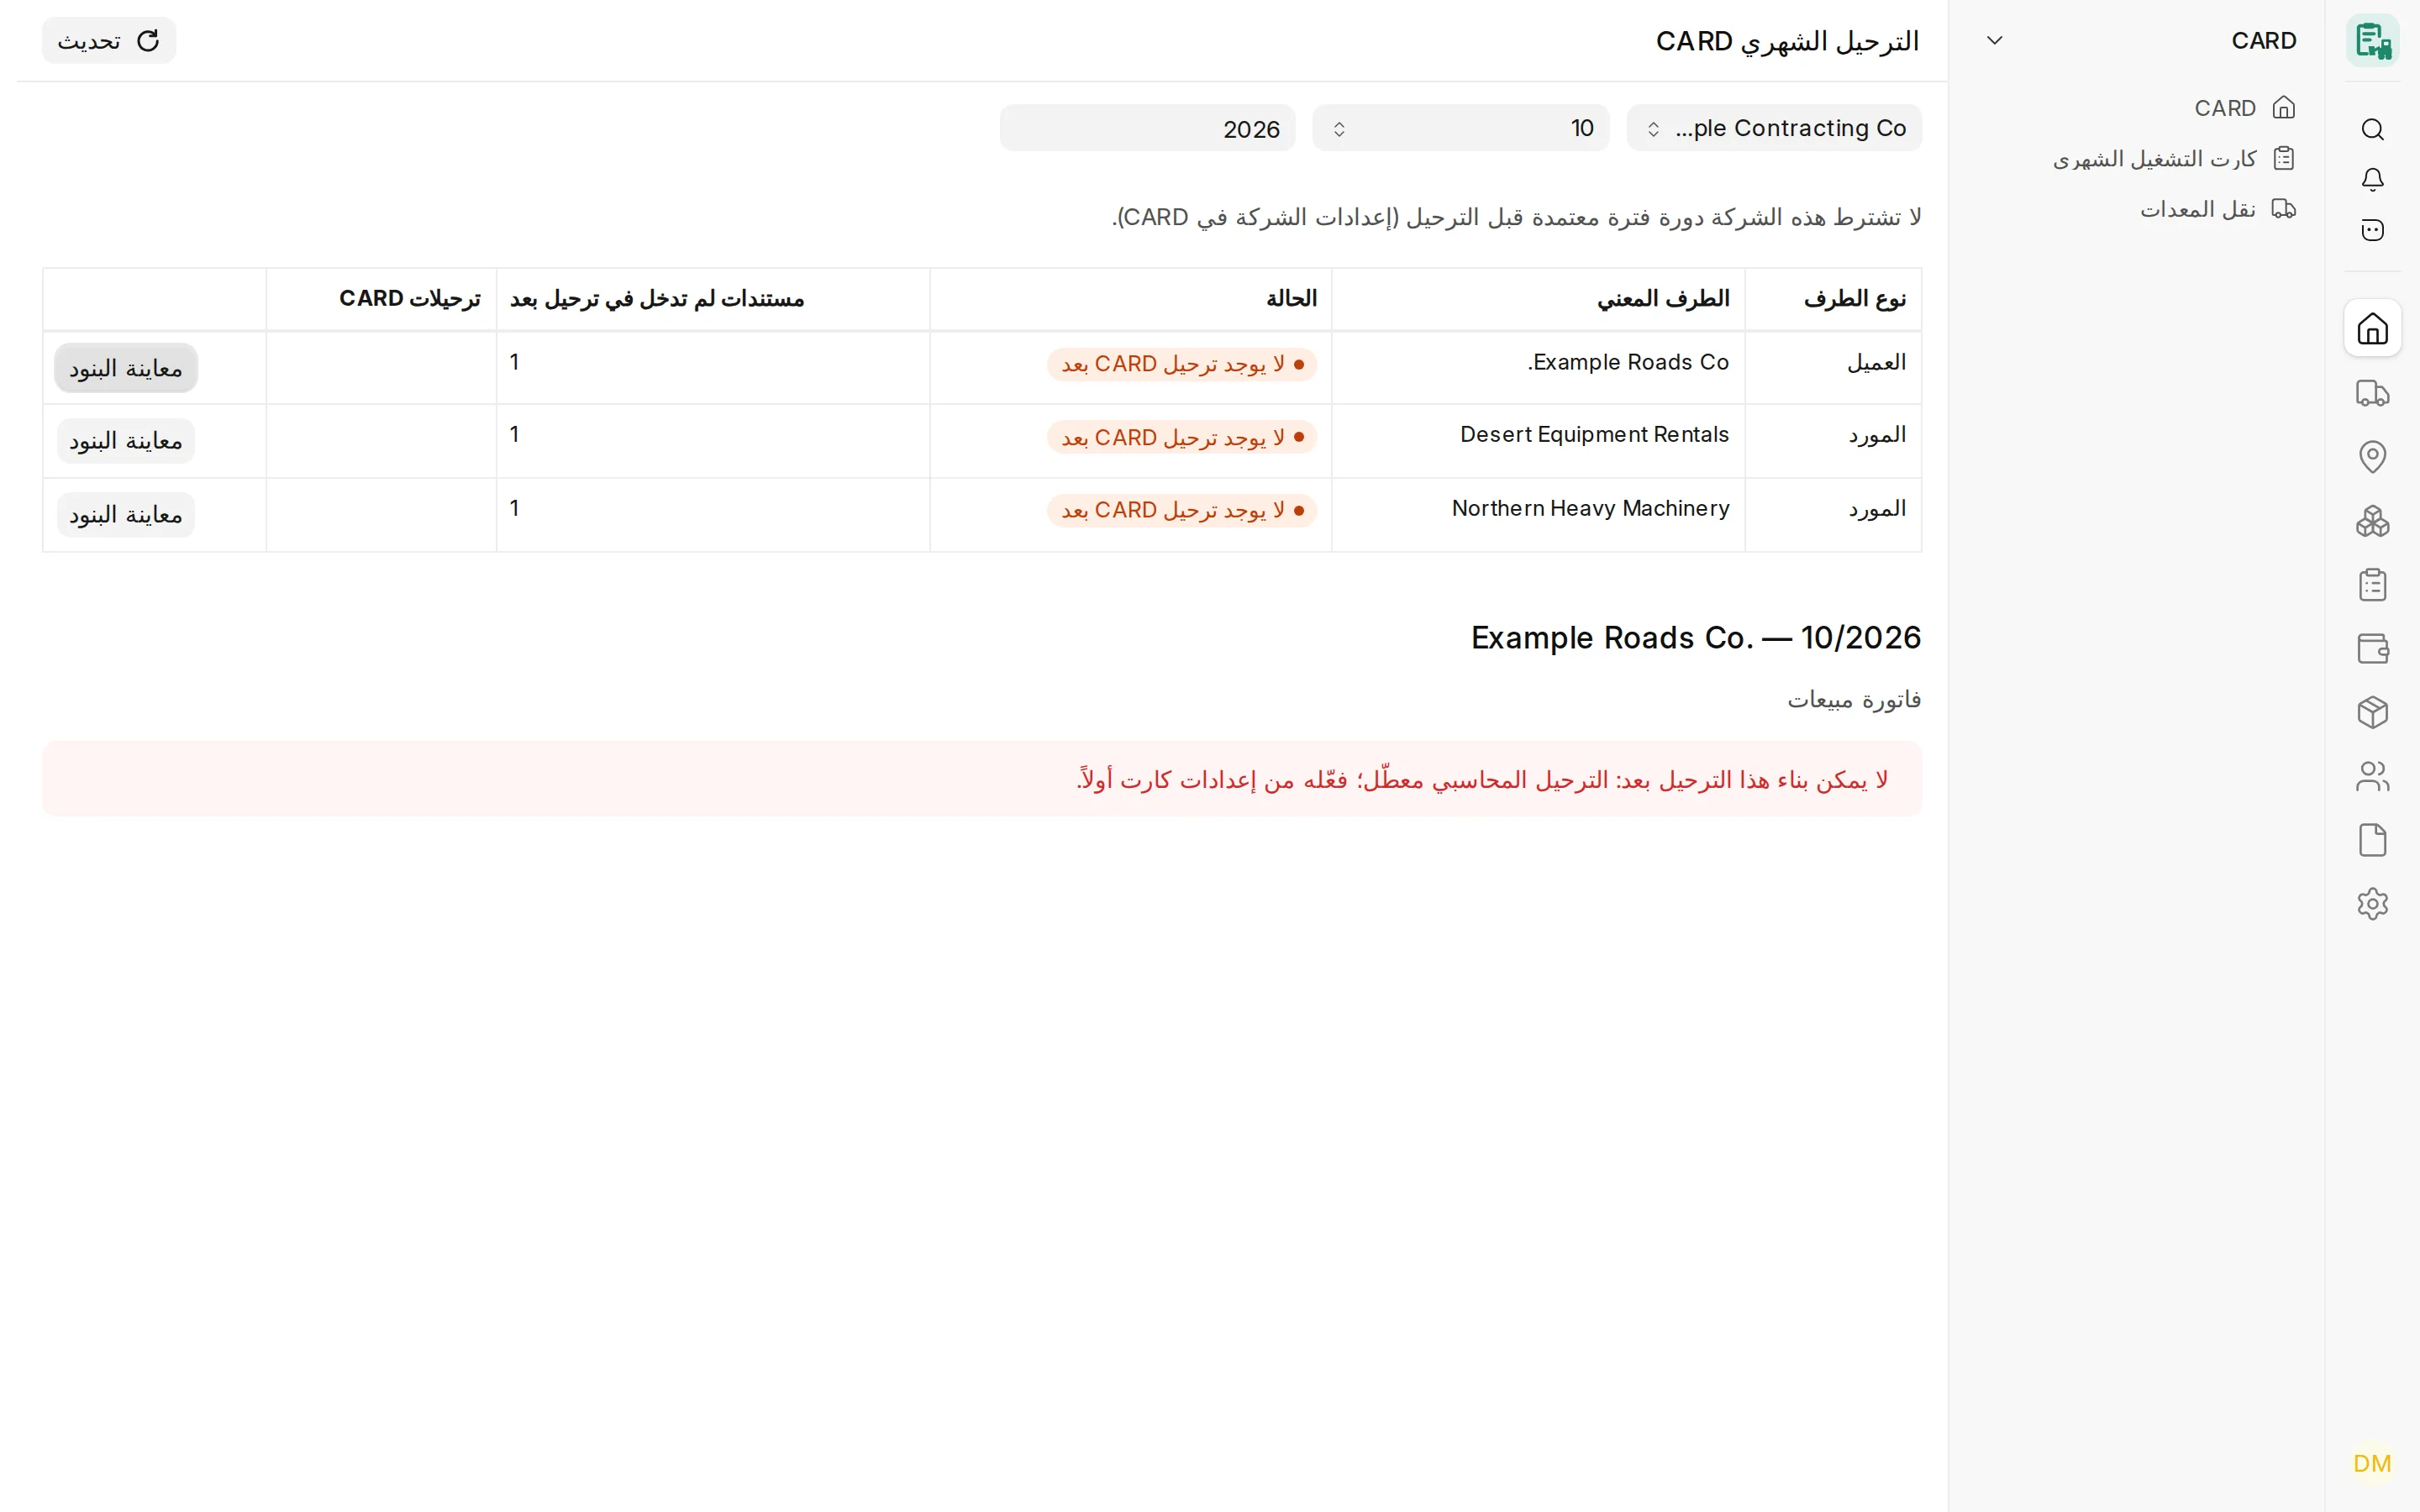 CARD
CARD
كارت التشغيل الشهري
نقل المعدات
DM
الترحيل الشهري CARD
تحديث
...ple Contracting Co
10
2026
لا تشترط هذه الشركة دورة فترة معتمدة قبل الترحيل (إعدادات الشركة في CARD).
نوع الطرف الطرف المعني الحالة مستندات لم تدخل في ترحيل بعد ترحيلات CARD
العميل Example Roads Co. لا يوجد ترحيل CARD بعد 1 معاينة البنود
المورد Desert Equipment Rentals لا يوجد ترحيل CARD بعد 1 معاينة البنود
المورد Northern Heavy Machinery لا يوجد ترحيل CARD بعد 1 معاينة البنود
Example Roads Co. — 10/2026
فاتورة مبيعات
لا يمكن بناء هذا الترحيل بعد: الترحيل المحاسبي معطّل؛ فعّله من إعدادات كارت أولاً.